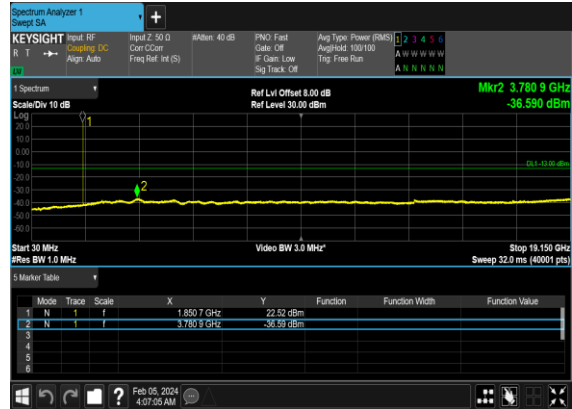 Spectrum Analyzer 1
Swept SA
+
KEYSIGHT Input: RF Input Z: 50 Ω #Atten: 40 dB PNO: Fast Avg Type: Power (RMS) 1 2 3 4 5 6
R T Coupling: DC Corr CCorr Gate: Off Avg|Hold: 100/100 A W W W W W
Align: Auto Freq Ref: Int (S) IF Gain: Low Trig: Free Run
Sig Track: Off A N N N N N
1 Spectrum Ref Lvl Offset 8.00 dB Mkr2 3.780 9 GHz
Scale/Div 10 dB Ref Level 30.00 dBm -36.590 dBm
Log
20.0
10.0
0.00
-10.0
-20.0
-30.0
-40.0
-50.0
-60.0
1
DL1 -13.00 dBm
2
Start 30 MHz Video BW 3.0 MHz* Stop 19.150 GHz
#Res BW 1.0 MHz Sweep 32.0 ms (40001 pts)
5 Marker Table
Mode Trace Scale X Y Function Function Width Function Value
1 N 1 f 1.850 7 GHz 22.52 dBm
2 N 1 f 3.780 9 GHz -36.59 dBm
3
4
5
6
? Feb 05, 2024
4:07:05 AM